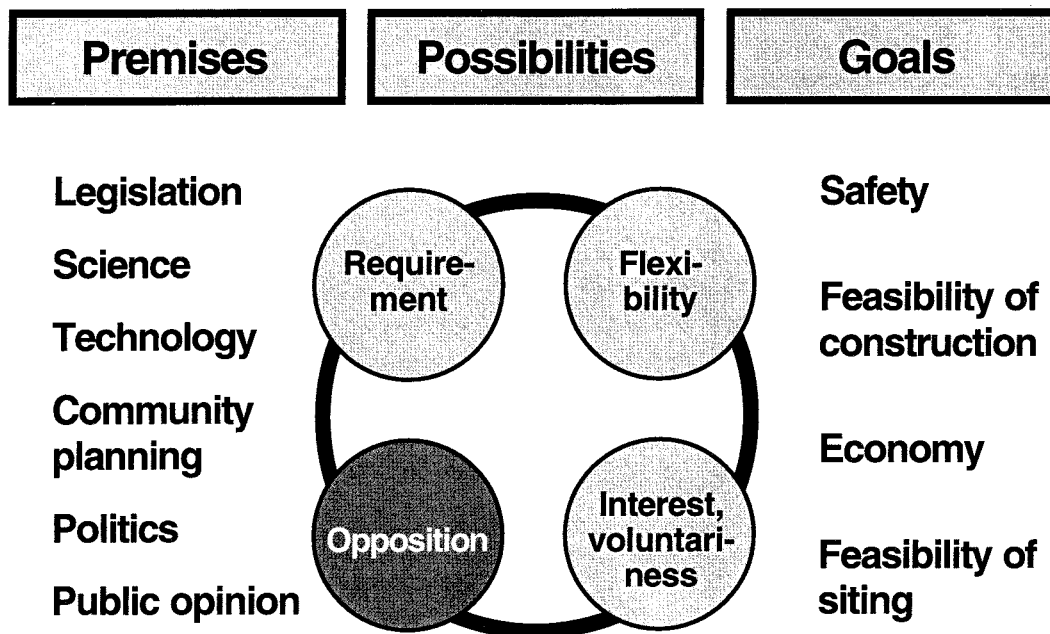 Premises
Possibilities
Goals
Legislation
Science
Technology
Community
planning
Politics
Public opinion
Require-
ment
Flexi-
bility
Opposition
Interest,
voluntari-
ness
Safety
Feasibility of
construction
Economy
Feasibility of
siting